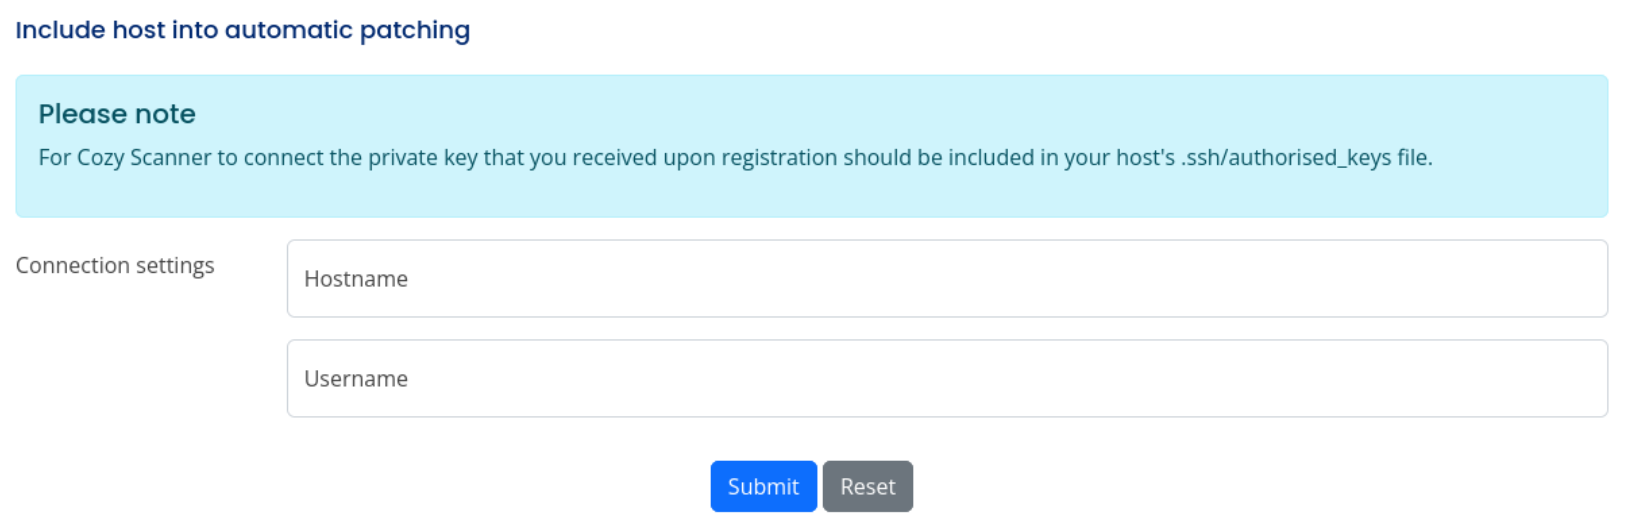 Include host into automatic patching
Please note
For Cozy Scanner to connect the private key that you received upon registration should be included in your host's .ssh/authorised_keys file.
Connection settings
Hostname
Username
Submit
Reset